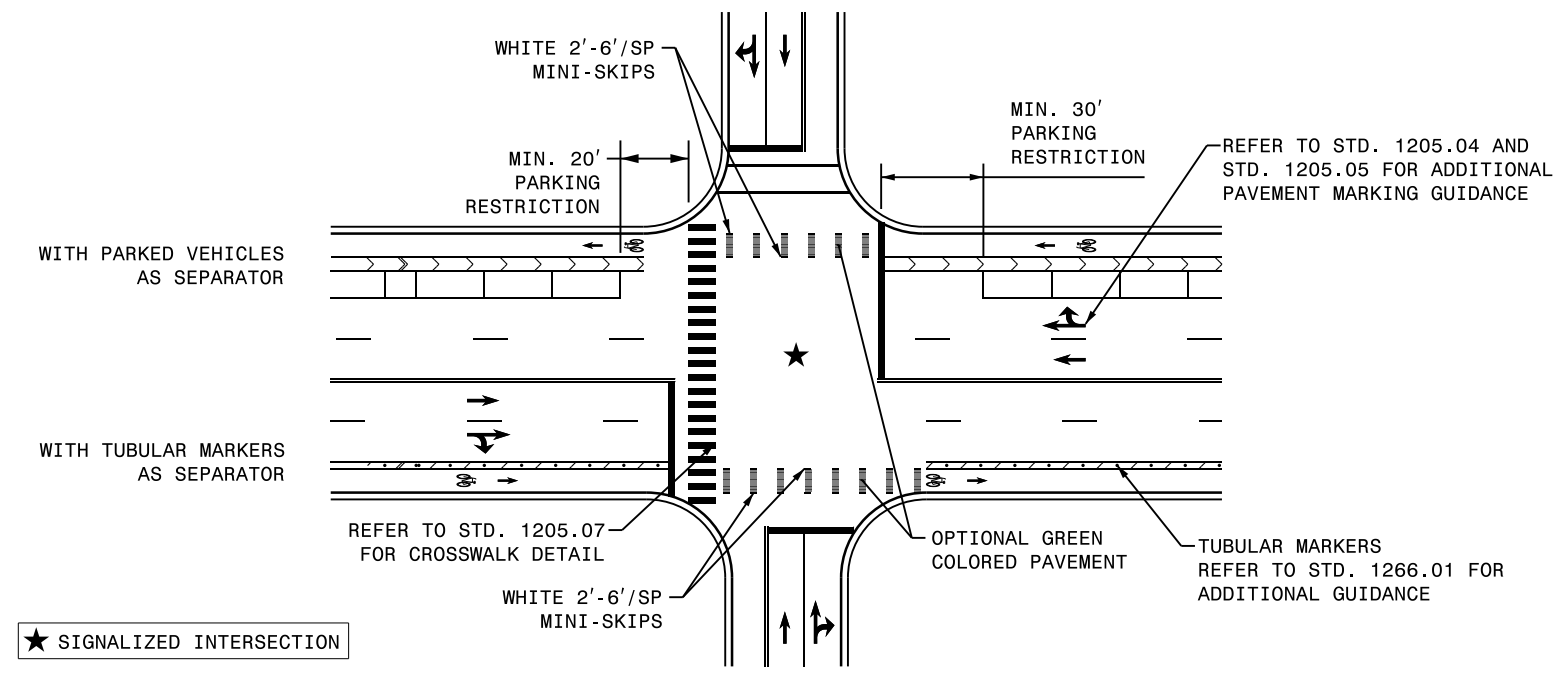 WHITE 2′-6′/SP
MINI-SKIPS
MIN. 20′
PARKING
RESTRICTION
MIN. 30′
PARKING
RESTRICTION
REFER TO STD. 1205.04 AND
STD. 1205.05 FOR ADDITIONAL
PAVEMENT MARKING GUIDANCE
WITH PARKED VEHICLES
AS SEPARATOR
WITH TUBULAR MARKERS
AS SEPARATOR
REFER TO STD. 1205.07
FOR CROSSWALK DETAIL
OPTIONAL GREEN
COLORED PAVEMENT
TUBULAR MARKERS
REFER TO STD. 1266.01 FOR
ADDITIONAL GUIDANCE
WHITE 2′-6′/SP
MINI-SKIPS
★ SIGNALIZED INTERSECTION